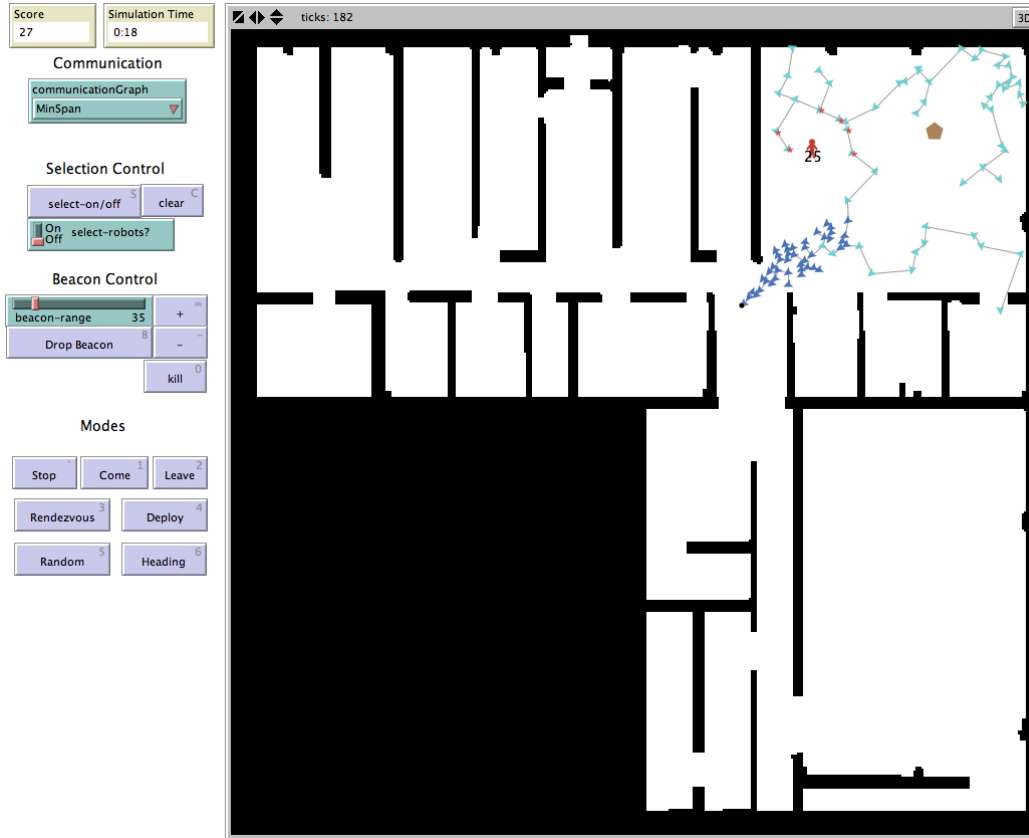 Score
27
Simulation Time
0:18
ticks: 182
3D
Communication
communicationGraph
MinSpan
Selection Control
select-on/off
S
clear
C
On
Off
select-robots?
Beacon Control
beacon-range
35
+
=
Drop Beacon
B
-
-
kill
0
Modes
Stop
`
Come
1
Leave
2
Rendezvous
3
Deploy
4
Random
5
Heading
6
25